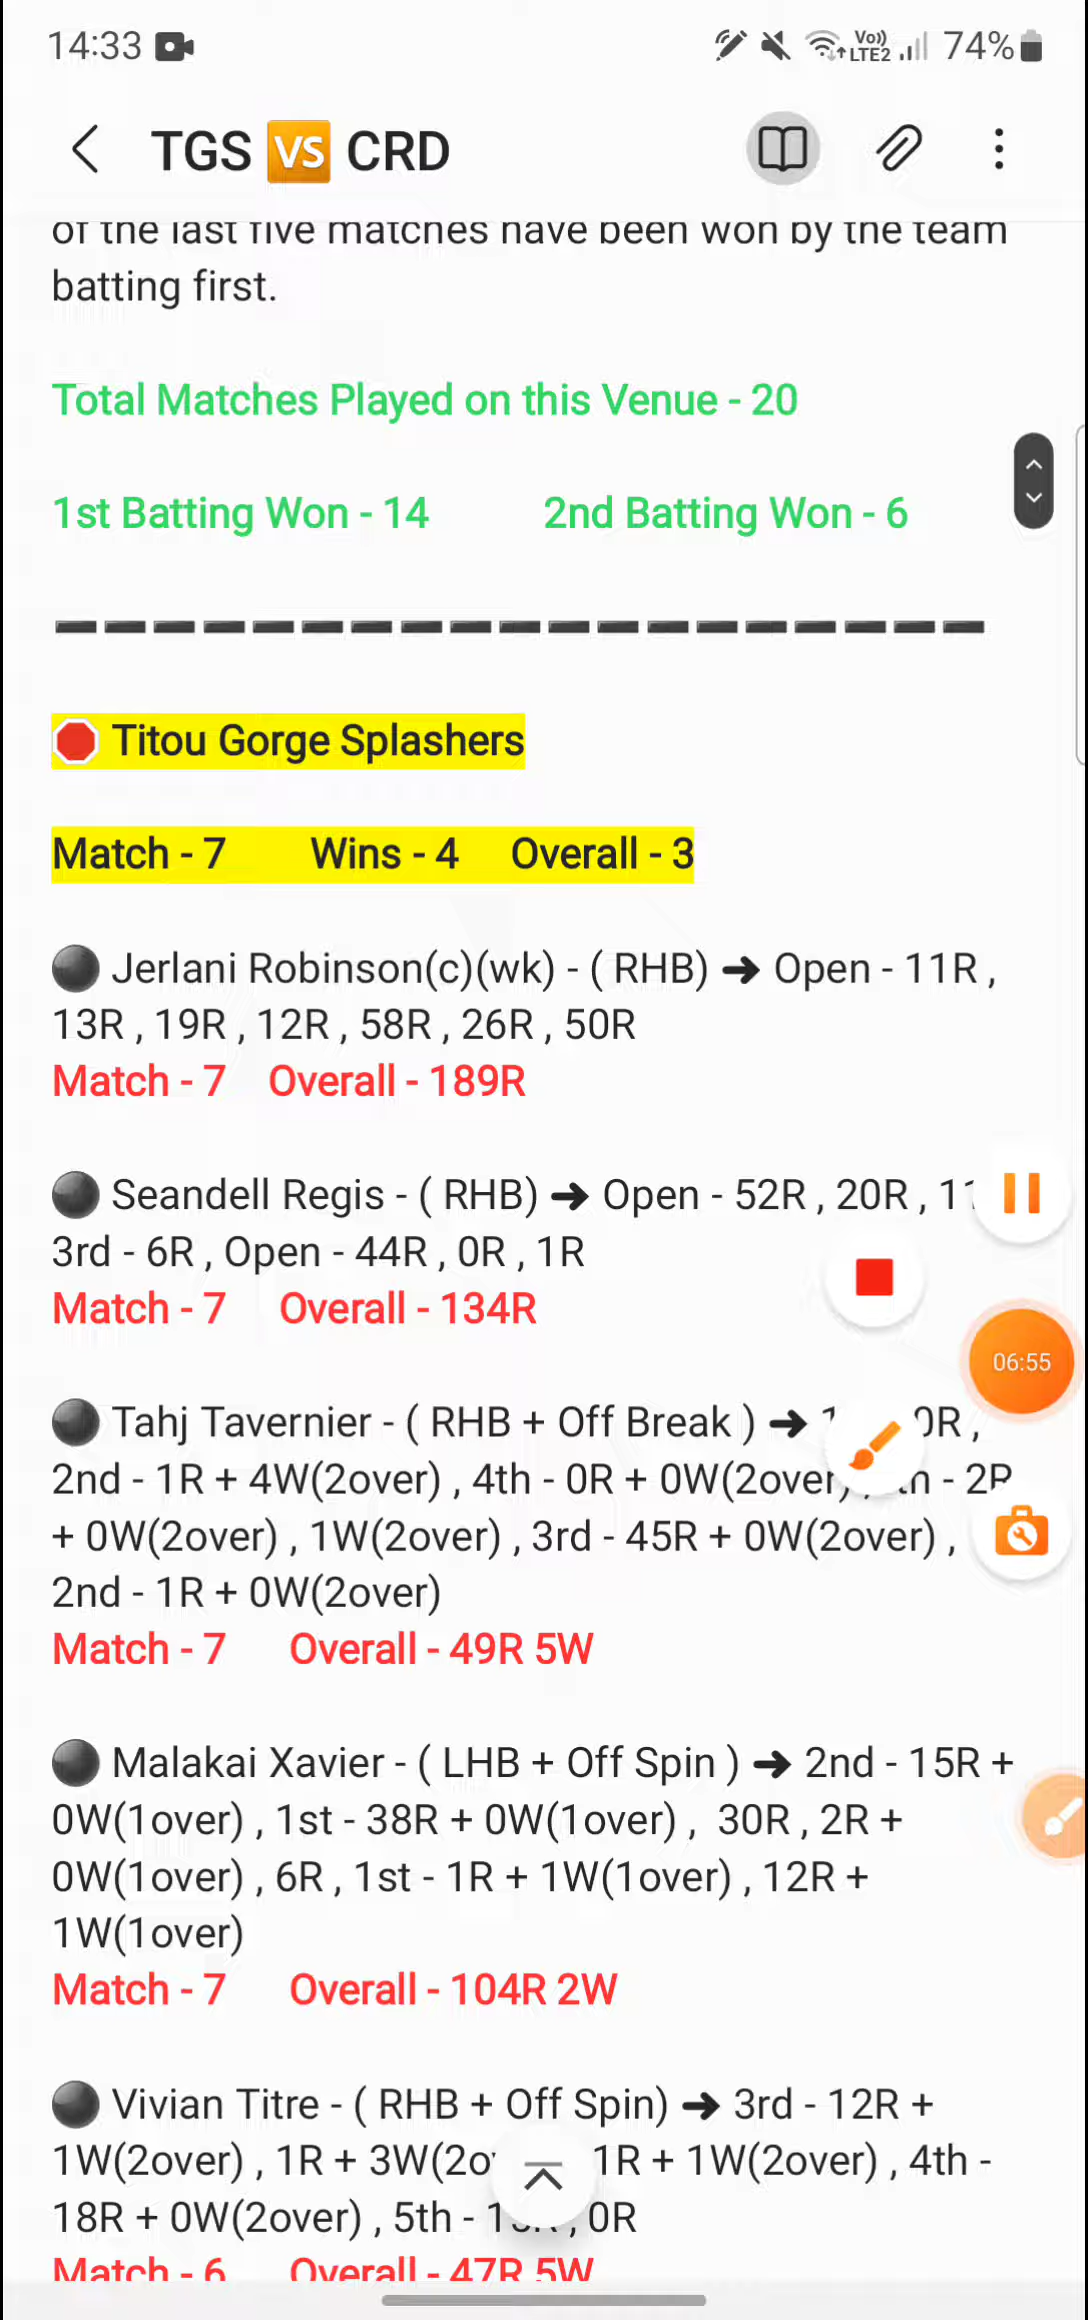 14:33 Vo)) LTE2 74%
TGS VS CRD
of the last five matches have been won by the team
batting first.
Total Matches Played on this Venue - 20
1st Batting Won - 14 2nd Batting Won - 6
Titou Gorge Splashers
Match - 7 Wins - 4 Overall - 3
Jerlani Robinson(c)(wk) - ( RHB) ➔ Open - 11R ,
13R , 19R , 12R , 58R , 26R , 50R
Match - 7 Overall - 189R
Seandell Regis - ( RHB) ➔ Open - 52R , 20R ,
3rd - 6R , Open - 44R , 0R , 1R
Match - 7 Overall - 134R
06:55
Tahj Tavernier - ( RHB + Off Break ) ➔
2nd - 1R + 4W(2over) , 4th - 0R + 0W(2over) - 2R
+ 0W(2over) , 1W(2over) , 3rd - 45R + 0W(2over) ,
2nd - 1R + 0W(2over)
Match - 7 Overall - 49R 5W
Malakai Xavier - ( LHB + Off Spin ) ➔ 2nd - 15R +
0W(1over) , 1st - 38R + 0W(1over) , 30R , 2R +
0W(1over) , 6R , 1st - 1R + 1W(1over) , 12R +
1W(1over)
Match - 7 Overall - 104R 2W
Vivian Titre - ( RHB + Off Spin) ➔ 3rd - 12R +
1W(2over) , 1R + 3W(2o 1R + 1W(2over) , 4th -
18R + 0W(2over) , 5th - , 0R
Match - 6 Overall - 47R 5W